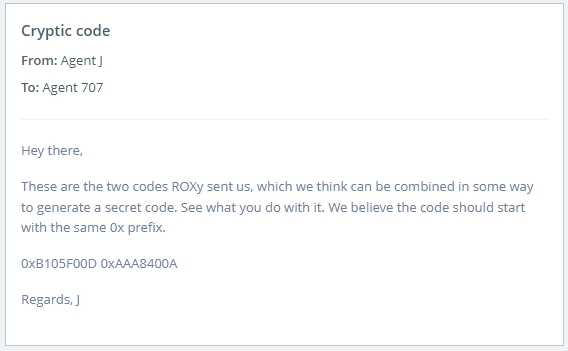 Cryptic code
From: Agent J
To: Agent 707
Hey there,
These are the two codes ROXy sent us, which we think can be combined in some way
to generate a secret code. See what you do with it. We believe the code should start
with the same 0x prefix.
0xB105F00D 0xAAA8400A
Regards, J